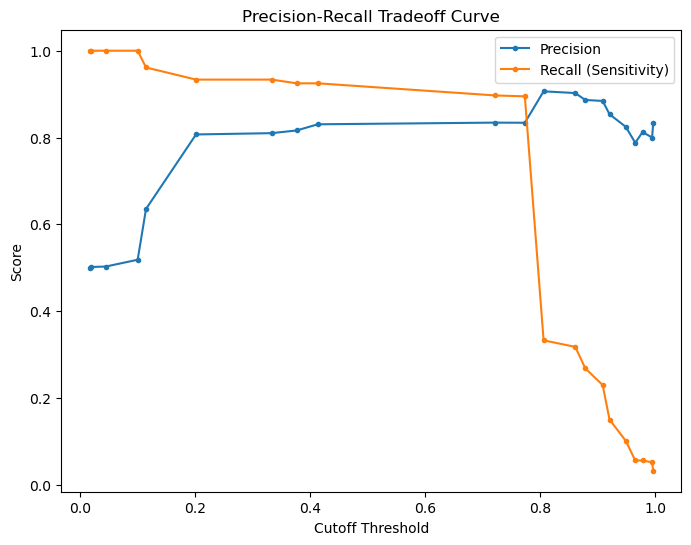 Precision-Recall Tradeoff Curve
Precision
Recall (Sensitivity)
1.0
0.8
0.6
0.4
0.2
0.0
Score
0.0 0.2 0.4 0.6 0.8 1.0
Cutoff Threshold